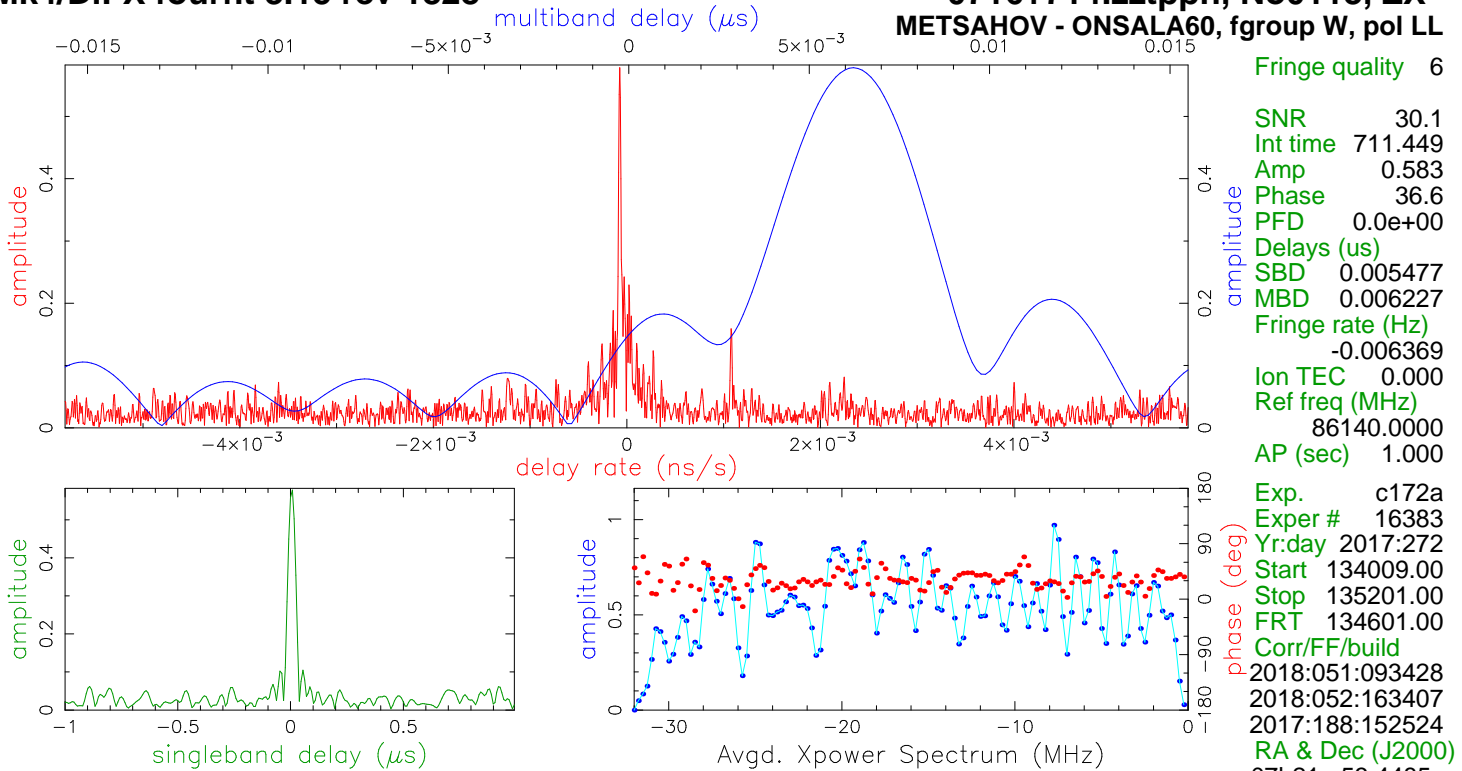 METSAHOV - ONSALA60, fgroup W, pol LL
multiband delay (μs)
−0.015 −0.01 −5×10⁻³ 0 5×10⁻³ 0.01 0.015
amplitude
0 0.2 0.4
amplitude
0 0.2 0.4
−4×10⁻³ −2×10⁻³ 0 2×10⁻³ 4×10⁻³
delay rate (ns/s)
Fringe quality 6
SNR 30.1
Int time 711.449
Amp 0.583
Phase 36.6
PFD 0.0e+00
Delays (us)
SBD 0.005477
MBD 0.006227
Fringe rate (Hz)
-0.006369
Ion TEC 0.000
Ref freq (MHz)
86140.0000
AP (sec) 1.000
Exp. c172a
Exper # 16383
Yr:day 2017:272
Start 134009.00
Stop 135201.00
FRT 134601.00
Corr/FF/build
2018:051:093428
2018:052:163407
2017:188:152524
RA & Dec (J2000)
amplitude
0 0.2 0.4
−1 −0.5 0 0.5
singleband delay (μs)
amplitude
0 0.5 1
−30 −20 −10 0
Avgd. Xpower Spectrum (MHz)
phase (deg)
−180 −90 0 90 180